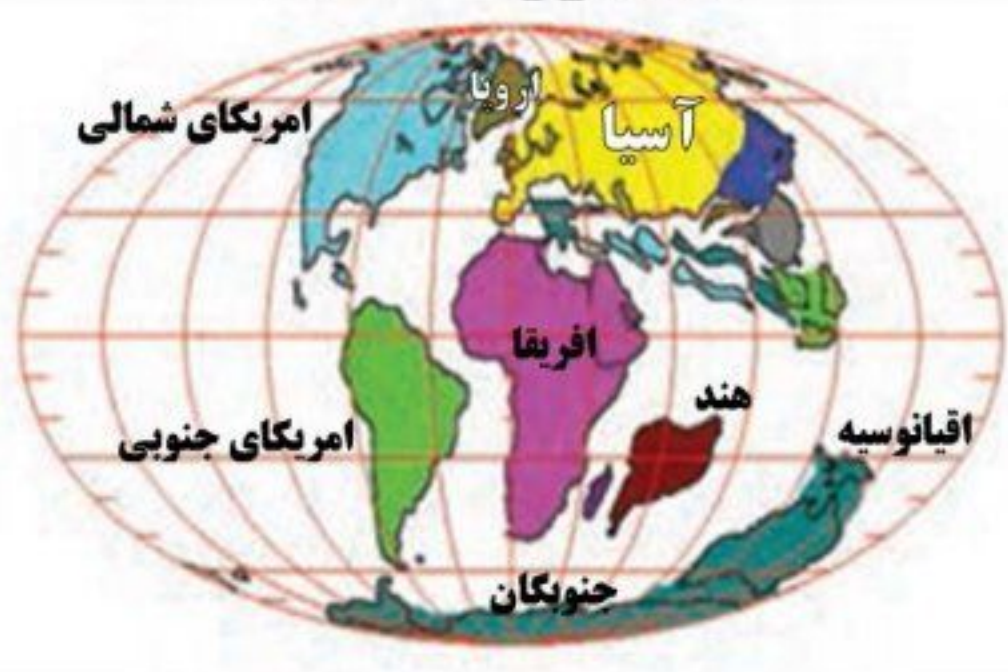 اروپا
آسیا
امریکای شمالی
افریقا
هند
اقیانوسیه
امریکای جنوبی
جنوبگان